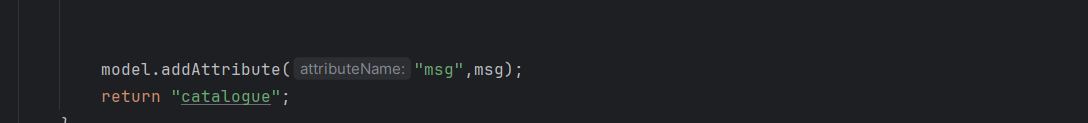 model.addAttribute( attributeName: "msg",msg);
return "catalogue";
}